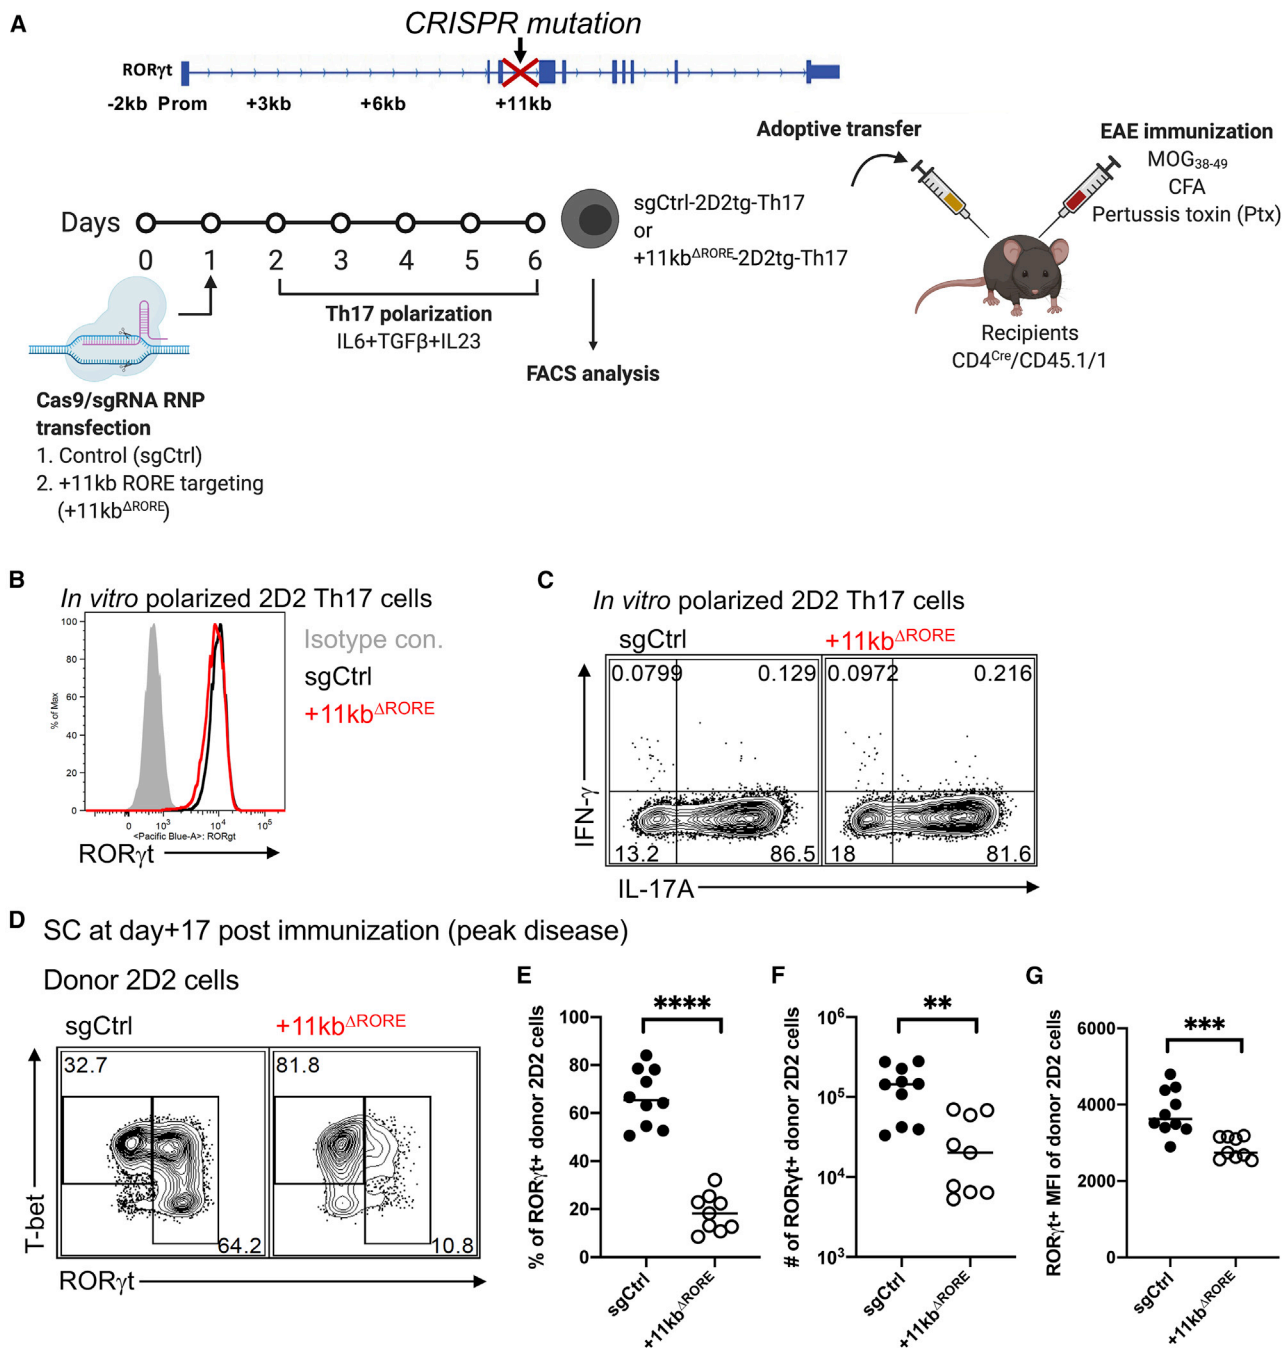 A
CRISPR mutation
RORγt
-2kb Prom +3kb +6kb +11kb
Adoptive transfer
EAE immunization
MOG38-49
CFA
Pertussis toxin (Ptx)
Days
0 1 2 3 4 5 6
sgCtrl-2D2tg-Th17
or
+11kbΔRORE-2D2tg-Th17
Th17 polarization
IL6+TGFβ+IL23
FACS analysis
Recipients
CD4Cre/CD45.1/1
Cas9/sgRNA RNP
transfection
1. Control (sgCtrl)
2. +11kb RORE targeting
(+11kbΔRORE)
B
In vitro polarized 2D2 Th17 cells
Isotype con.
sgCtrl
+11kbΔRORE
% of Max
100
80
60
40
20
0
0 10³ 10⁴ 10⁵
<Pacific Blue-A>: RORgt
RORγt
C
In vitro polarized 2D2 Th17 cells
sgCtrl +11kbΔRORE
0.0799 0.129 0.0972 0.216
13.2 86.5 18 81.6
IFN-γ
IL-17A
D
SC at day+17 post immunization (peak disease)
Donor 2D2 cells
sgCtrl +11kbΔRORE
32.7 81.8
64.2 10.8
T-bet
RORγt
E
****
% of RORγt+ donor 2D2 cells
100
80
60
40
20
0
sgCtrl
+11kbΔRORE
F
**
# of RORγt+ donor 2D2 cells
10⁶
10⁵
10⁴
10³
sgCtrl
+11kbΔRORE
G
***
RORγt+ MFI of donor 2D2 cells
6000
4000
2000
0
sgCtrl
+11kbΔRORE